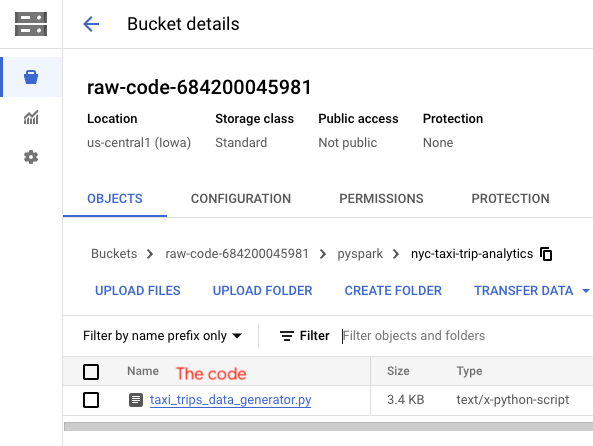 Bucket details
raw-code-684200045981
Location Storage class Public access Protection
us-central1 (Iowa) Standard Not public None
OBJECTS CONFIGURATION PERMISSIONS PROTECTION
Buckets > raw-code-684200045981 > pyspark > nyc-taxi-trip-analytics
UPLOAD FILES UPLOAD FOLDER CREATE FOLDER TRANSFER DATA
Filter by name prefix only Filter Filter objects and folders
Name The code Size Type
taxi_trips_data_generator.py 3.4 KB text/x-python-script